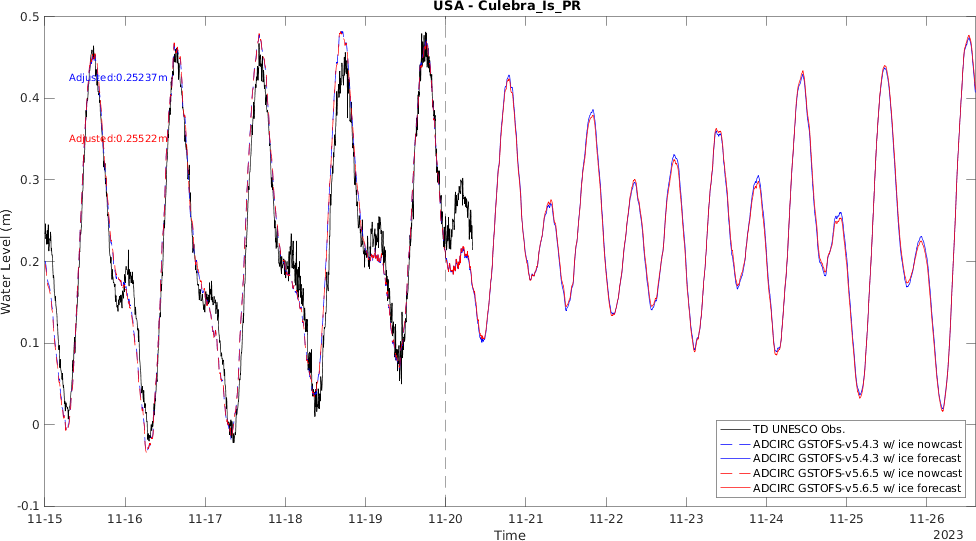 USA - Culebra_Is_PR
0.5
0.4
0.3
0.2
0.1
0
-0.1
Water Level (m)
Adjusted:0.25237m
Adjusted:0.25522m
TD UNESCO Obs.
ADCIRC GSTOFS-v5.4.3 w/ ice nowcast
ADCIRC GSTOFS-v5.4.3 w/ ice forecast
ADCIRC GSTOFS-v5.6.5 w/ ice nowcast
ADCIRC GSTOFS-v5.6.5 w/ ice forecast
11-15 11-16 11-17 11-18 11-19 11-20 11-21 11-22 11-23 11-24 11-25 11-26
Time
2023